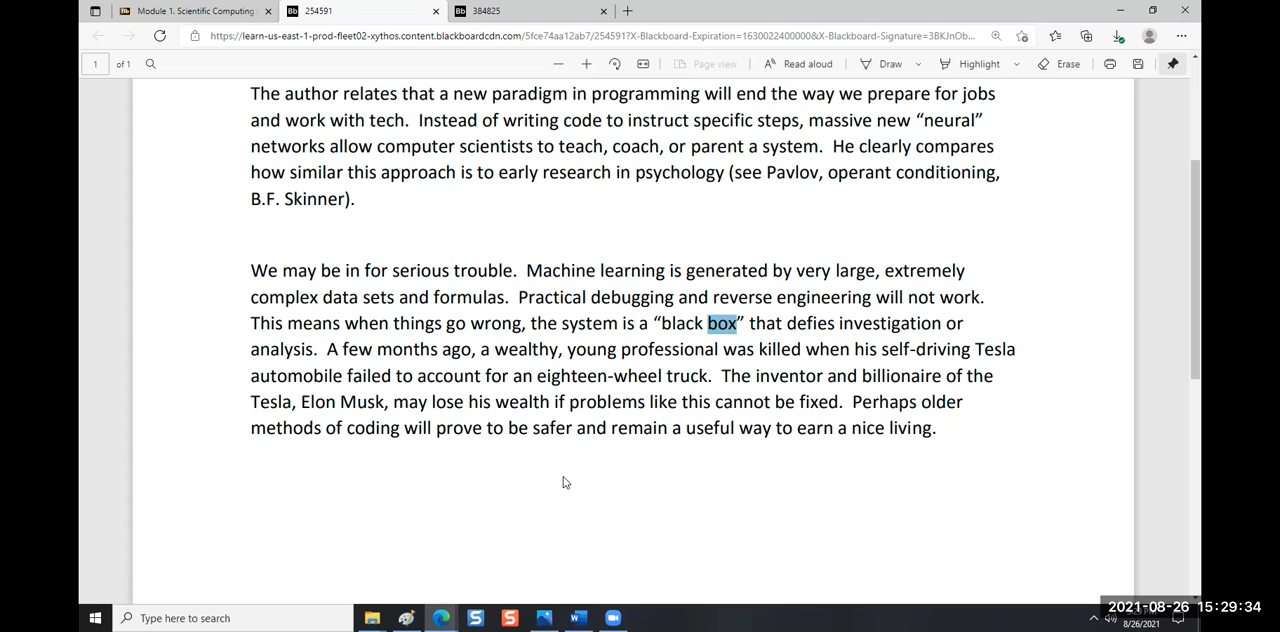 Module 1. Scientific Computing
254591
384825
https://learn-us-east-1-prod-fleet02-xythos.content.blackboardcdn.com/5fce74aa12ab7/254591?X-Blackboard-Expiration=1630022400000&X-Blackboard-Signature=3BKJnOb...
1 of 1 Page view Read aloud Draw Highlight Erase
The author relates that a new paradigm in programming will end the way we prepare for jobs
and work with tech. Instead of writing code to instruct specific steps, massive new “neural”
networks allow computer scientists to teach, coach, or parent a system. He clearly compares
how similar this approach is to early research in psychology (see Pavlov, operant conditioning,
B.F. Skinner).
We may be in for serious trouble. Machine learning is generated by very large, extremely
complex data sets and formulas. Practical debugging and reverse engineering will not work.
This means when things go wrong, the system is a “black box” that defies investigation or
analysis. A few months ago, a wealthy, young professional was killed when his self-driving Tesla
automobile failed to account for an eighteen-wheel truck. The inventor and billionaire of the
Tesla, Elon Musk, may lose his wealth if problems like this cannot be fixed. Perhaps older
methods of coding will prove to be safer and remain a useful way to earn a nice living.
Type here to search
2021-08-26 15:29:34
8/26/2021